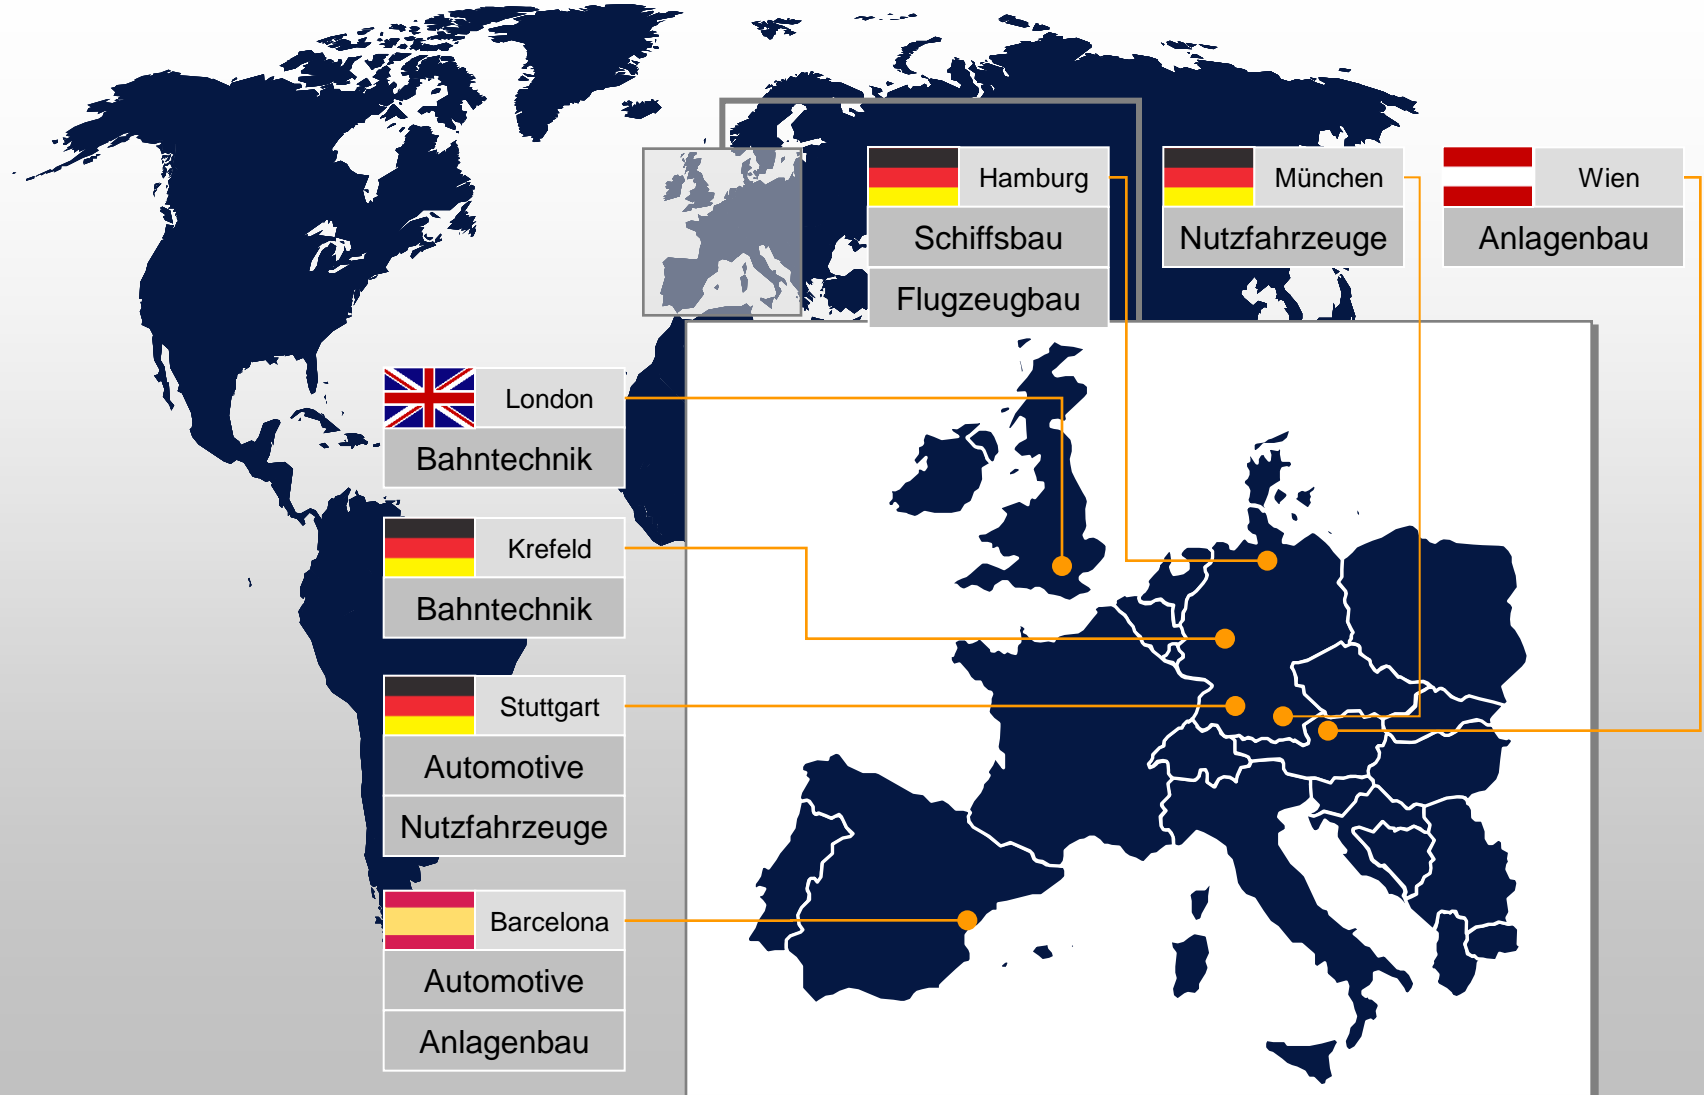 Hamburg
Schiffsbau
Flugzeugbau
München
Nutzfahrzeuge
Wien
Anlagenbau
London
Bahntechnik
Krefeld
Bahntechnik
Stuttgart
Automotive
Nutzfahrzeuge
Barcelona
Automotive
Anlagenbau